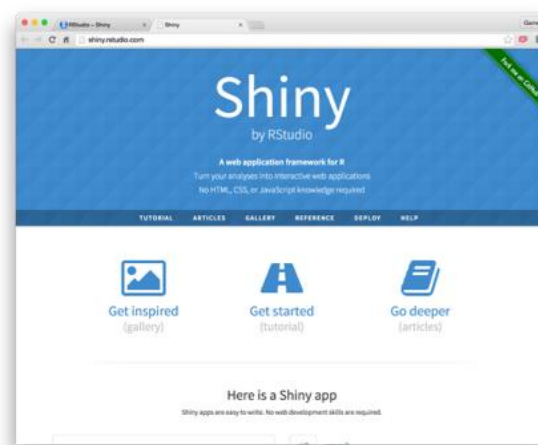 RStudio - Shiny
Shiny
shiny.rstudio.com
Fork me on GitHub
Shiny
by RStudio
A web application framework for R
Turn your analyses into interactive web applications
No HTML, CSS, or JavaScript knowledge required
TUTORIAL ARTICLES GALLERY REFERENCE DEPLOY HELP
Get inspired Get started Go deeper
(gallery) (tutorial) (articles)
Here is a Shiny app
Shiny apps are easy to write. No web development skills are required.